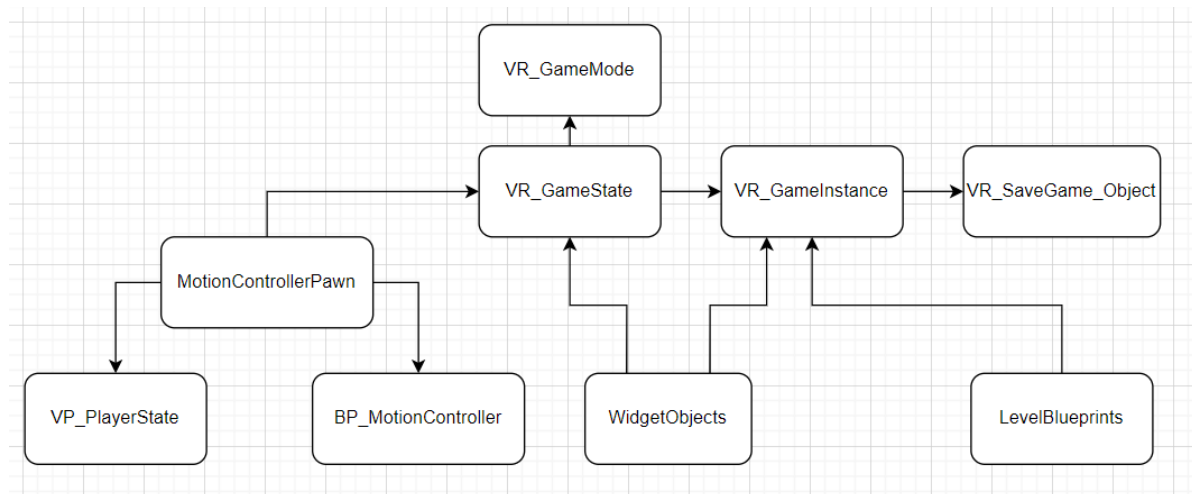 VR_GameMode
VR_GameState
VR_GameInstance
VR_SaveGame_Object
MotionControllerPawn
VP_PlayerState
BP_MotionController
WidgetObjects
LevelBlueprints